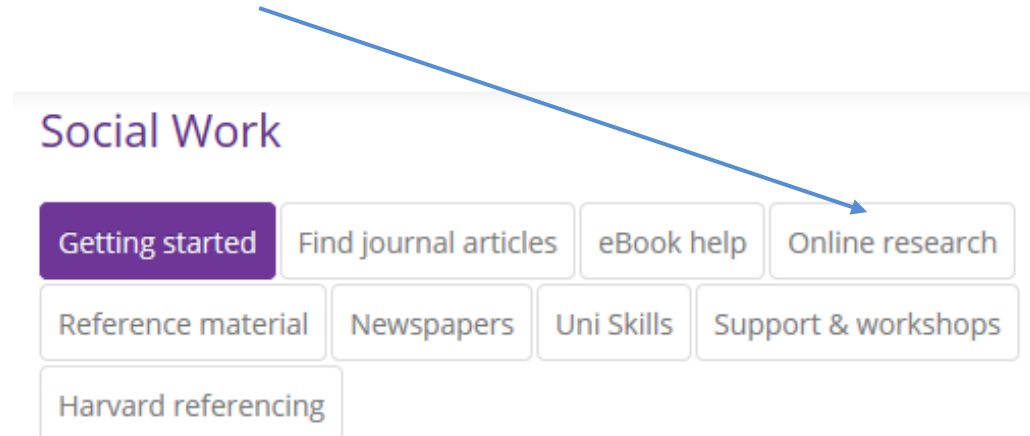 Social Work
Getting started Find journal articles eBook help Online research
Reference material Newspapers Uni Skills Support & workshops
Harvard referencing